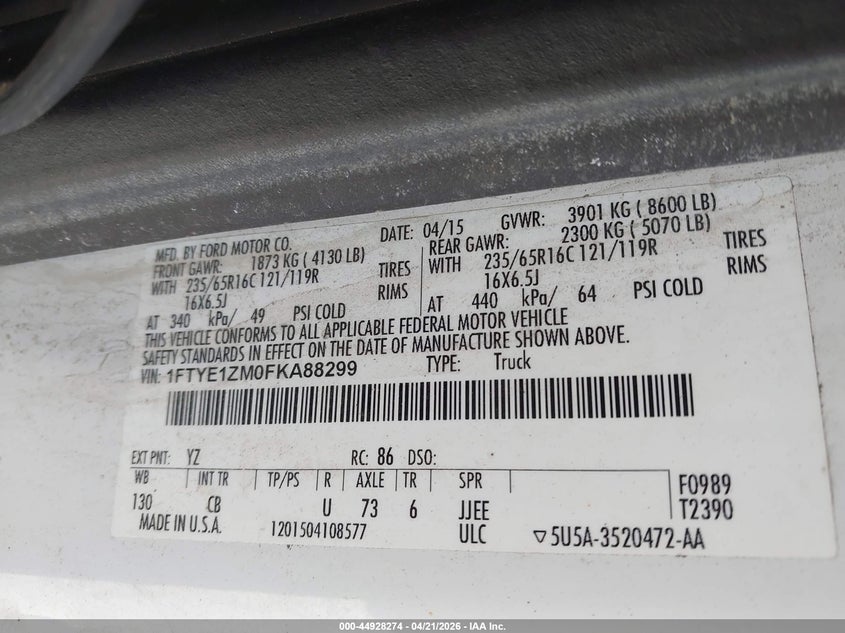 MFD. BY FORD MOTOR CO. DATE: 04/15 GVWR: 3901 KG ( 8600 LB)
FRONT GAWR: 1873 KG ( 4130 LB) REAR GAWR: 2300 KG ( 5070 LB)
WITH 235/65R16C 121/119R TIRES WITH 235/65R16C 121/119R TIRES
16X6.5J RIMS 16X6.5J RIMS
AT 340 kPa/ 49 PSI COLD AT 440 kPa/ 64 PSI COLD
THIS VEHICLE CONFORMS TO ALL APPLICABLE FEDERAL MOTOR VEHICLE
SAFETY STANDARDS IN EFFECT ON THE DATE OF MANUFACTURE SHOWN ABOVE.
VIN: 1FTYE1ZM0FKA88299 TYPE: Truck
EXT PNT: YZ RC: 86 DSO:
WB INT TR TP/PS R AXLE TR SPR F0989
130 CB U 73 6 JJEE T2390
MADE IN U.S.A. 1201504108577 ULC ▽5U5A-3520472-AA
000-44928274 - 04/21/2026 - IAA Inc.